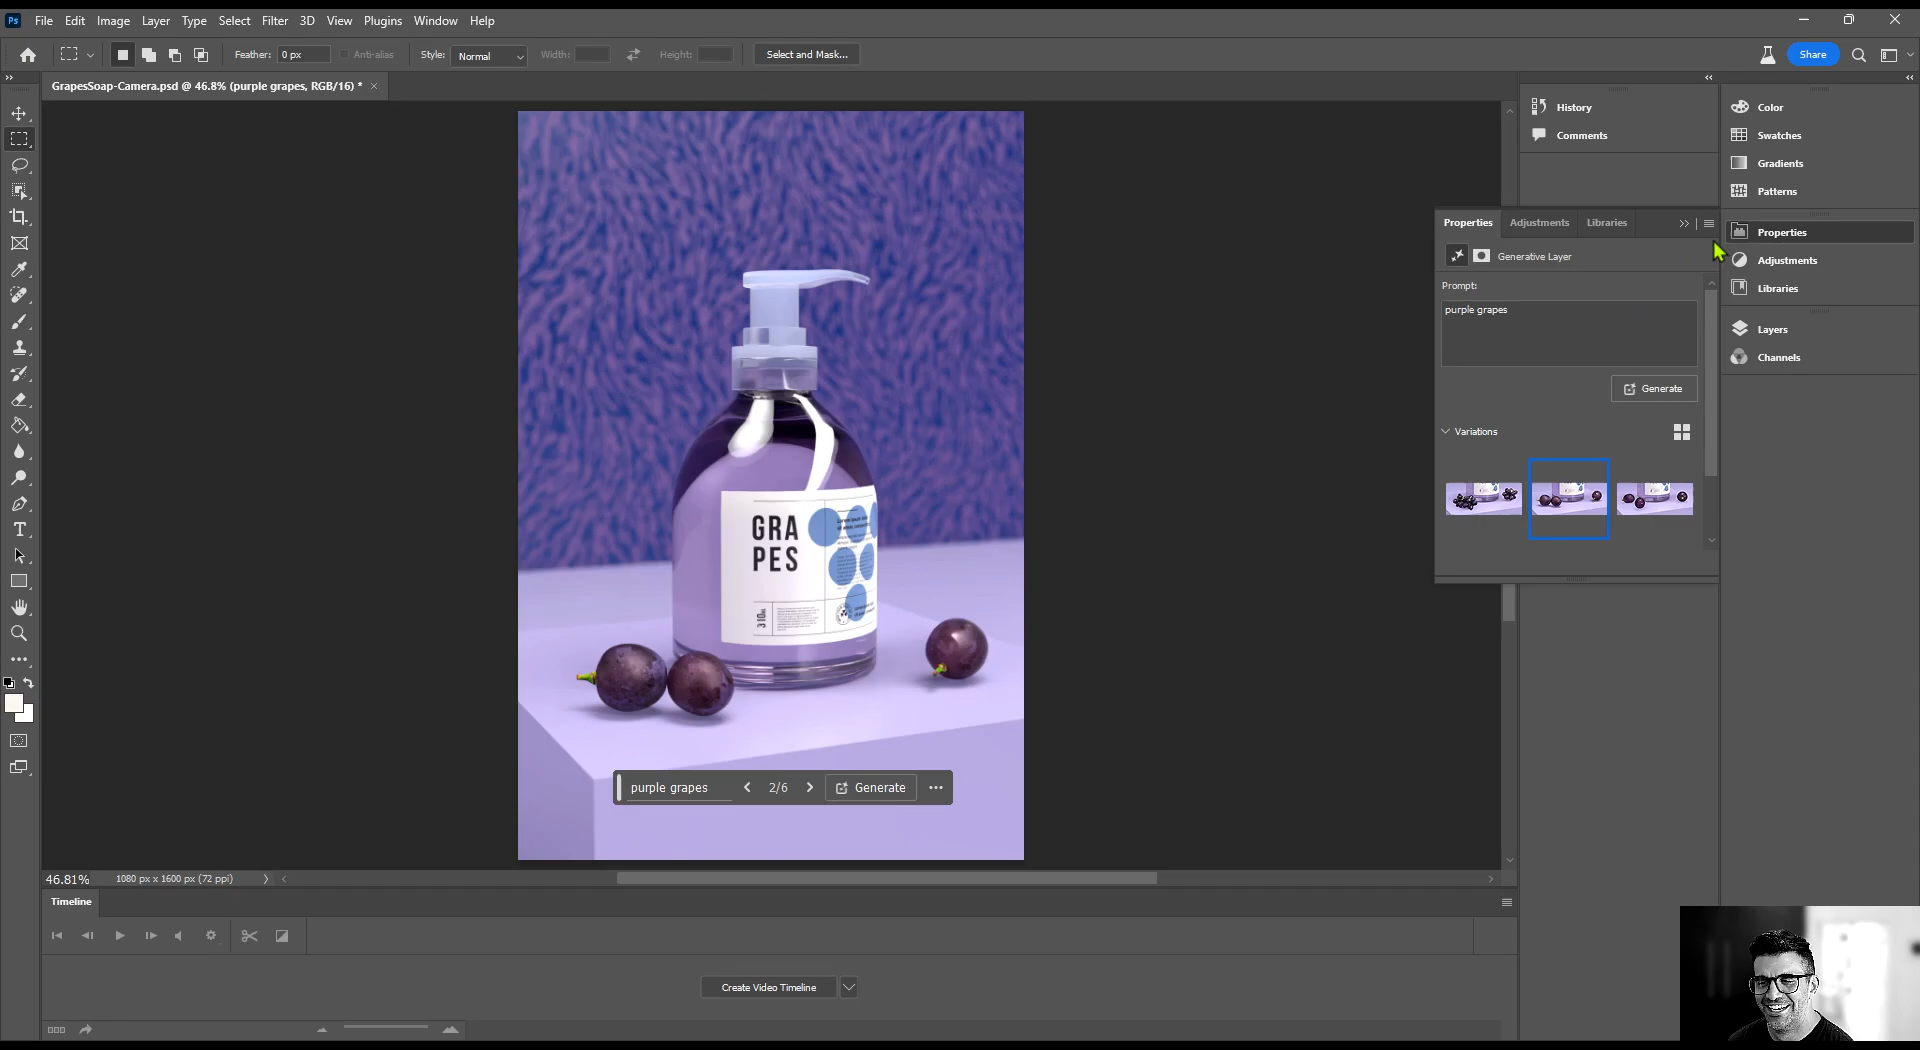 Ps File Edit Image Layer Type Select Filter 3D View Plugins Window Help
Feather: 0 px Anti-alias Style: Normal Width: Height: Select and Mask... Share
GrapesSoap-Camera.psd @ 46.8% (purple grapes, RGB/16) *
History
Comments
Color
Swatches
Gradients
Patterns
Properties
Adjustments
Libraries
Layers
Channels
Properties Adjustments Libraries
Generative Layer
Prompt:
purple grapes
Generate
Variations
GRA
PES
310
purple grapes 2/6 Generate
46.81% 1080 px x 1600 px (72 ppi)
Timeline
Create Video Timeline